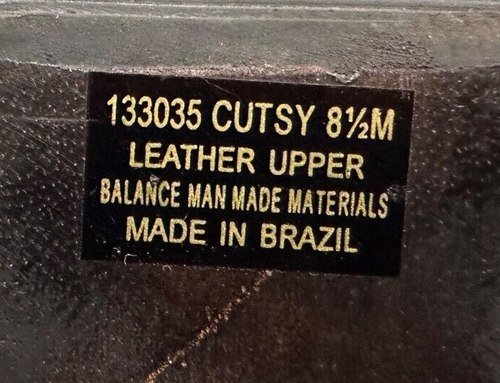 133035 CUTSY 8½M
LEATHER UPPER
BALANCE MAN MADE MATERIALS
MADE IN BRAZIL